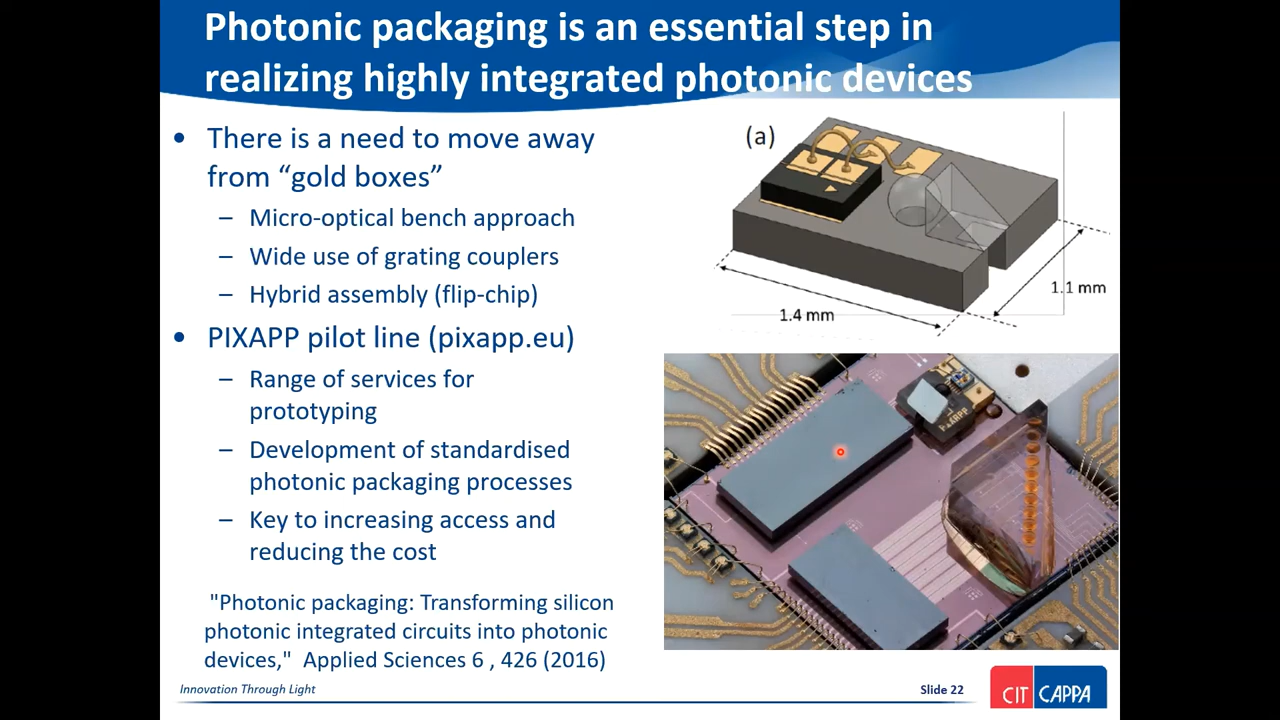 Photonic packaging is an essential step in
realizing highly integrated photonic devices
• There is a need to move away
from “gold boxes”
– Micro-optical bench approach
– Wide use of grating couplers
– Hybrid assembly (flip-chip)
• PIXAPP pilot line (pixapp.eu)
– Range of services for
prototyping
– Development of standardised
photonic packaging processes
– Key to increasing access and
reducing the cost
"Photonic packaging: Transforming silicon
photonic integrated circuits into photonic
devices," Applied Sciences 6 , 426 (2016)
(a)
1.4 mm
1.1 mm
Innovation Through Light
Slide 22
CIT CAPPA